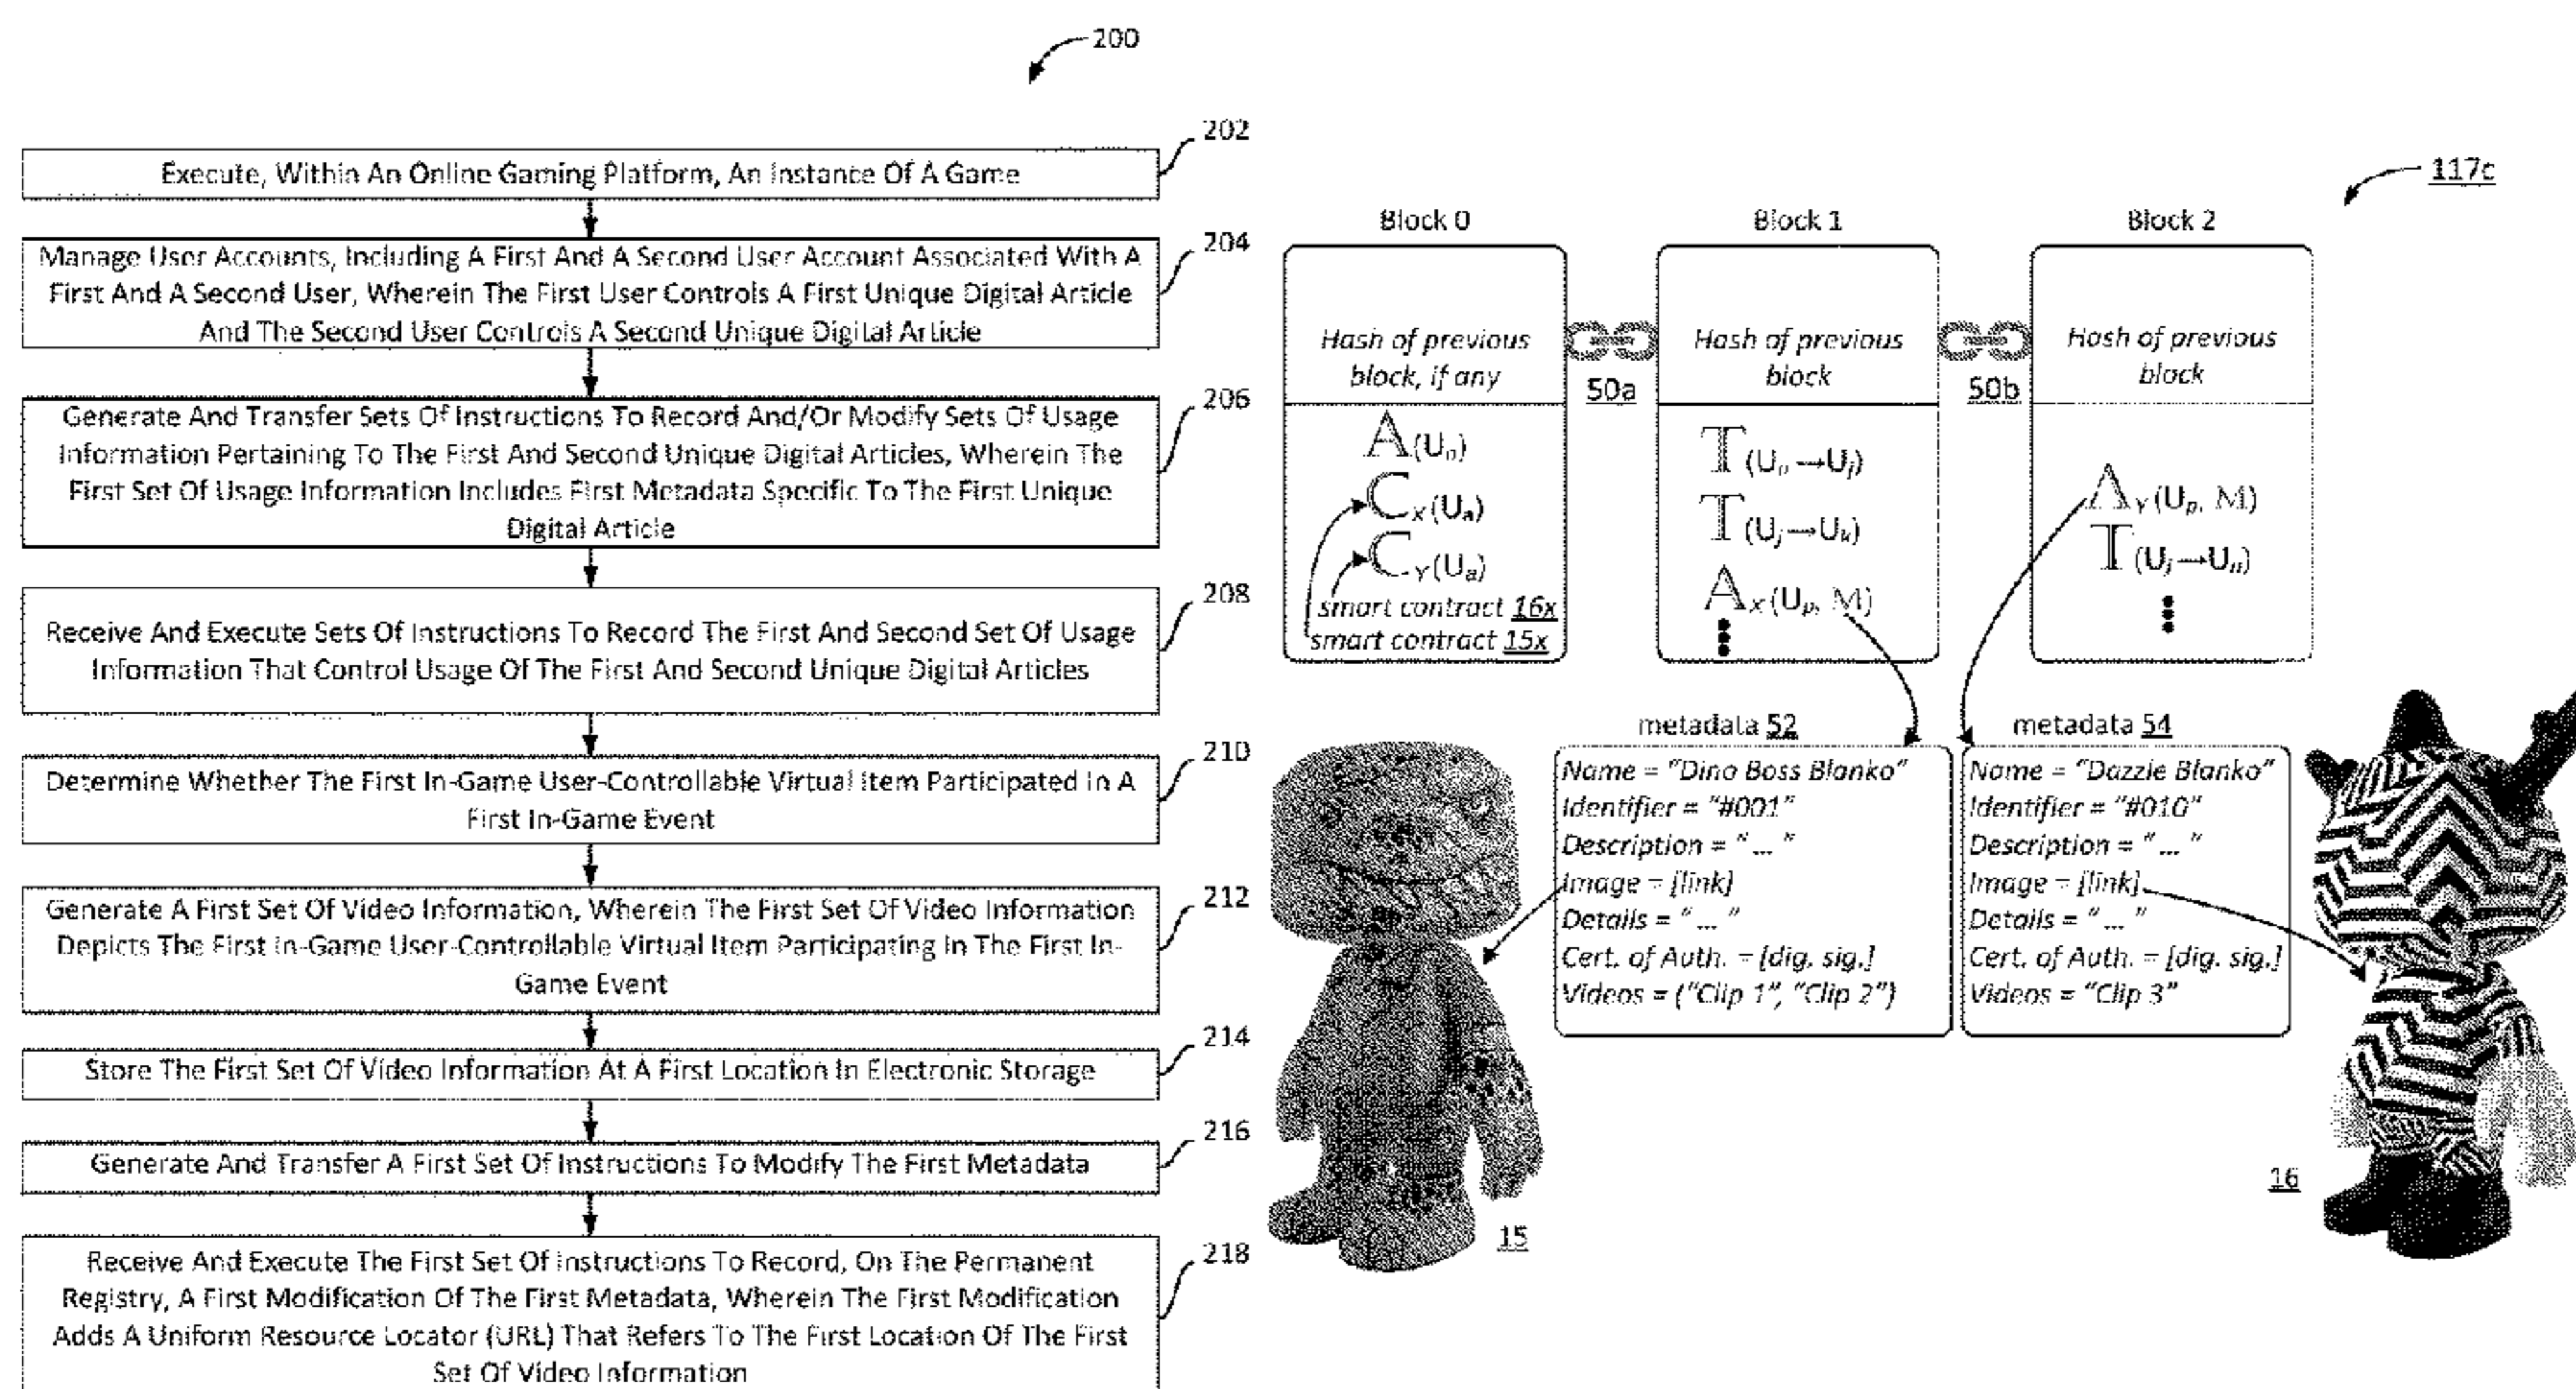 200
202
Execute, Within An Online Gaming Platform, An Instance Of A Game
204
Manage User Accounts, Including A First And A Second User Account Associated With A
First And A Second User, Wherein The First User Controls A First Unique Digital Article
And The Second User Controls A Second Unique Digital Article
206
Generate And Transfer Sets Of Instructions To Record And/Or Modify Sets Of Usage
Information Pertaining To The First And Second Unique Digital Articles, Wherein The
First Set Of Usage Information Includes First Metadata Specific To The First Unique
Digital Article
208
Receive And Execute Sets Of Instructions To Record The First And Second Set Of Usage
Information That Control Usage Of The First And Second Unique Digital Articles
210
Determine Whether The First In-Game User-Controllable Virtual Item Participated In A
First In-Game Event
212
Generate A First Set Of Video Information, Wherein The First Set Of Video Information
Depicts The First In-Game User-Controllable Virtual Item Participating In The First In-
Game Event
214
Store The First Set Of Video Information At A First Location In Electronic Storage
216
Generate And Transfer A First Set Of Instructions To Modify The First Metadata
218
Receive And Execute The First Set Of Instructions To Record, On The Permanent
Registry, A First Modification Of The First Metadata, Wherein The First Modification
Adds A Uniform Resource Locator (URL) That Refers To The First Location Of The First
Set Of Video Information
117c
Block 0
Hash of previous
block, if any
A(U
C X(Ua)
C Y(Ua)
smart contract 16x
smart contract 15x
50a
Block 1
Hash of previous
block
T (U → Uj)
T (Uj → Uk)
A X(Up, M)
50b
Block 2
Hash of previous
block
A Y(Up, M)
T (Uj → U
metadata 52
Name = "Dino Boss Blanko"
Identifier = "#001"
Description = " ... "
Image = [link]
Details = " ... "
Cert. of Auth. = [dig. sig.]
Videos = ("Clip 1", "Clip 2")
metadata 54
Name = "Dazzle Blanko"
Identifier = "#010"
Description = " ... "
Image = [link]
Details = " ... "
Cert. of Auth. = [dig. sig.]
Videos = "Clip 3"
15
16